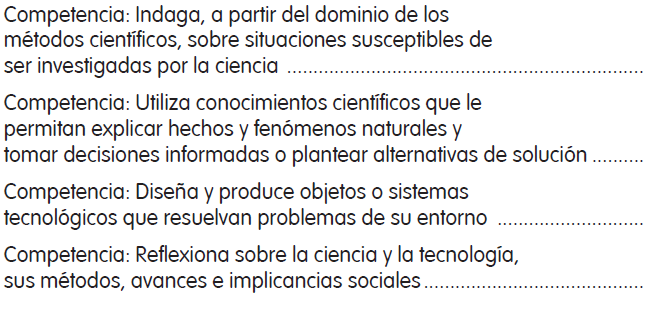 Competencia: Indaga, a partir del dominio de los
métodos científicos, sobre situaciones susceptibles de
ser investigadas por la ciencia ....................................................................
Competencia: Utiliza conocimientos científicos que le
permitan explicar hechos y fenómenos naturales y
tomar decisiones informadas o plantear alternativas de solución ..........
Competencia: Diseña y produce objetos o sistemas
tecnológicos que resuelvan problemas de su entorno ............................
Competencia: Reflexiona sobre la ciencia y la tecnología,
sus métodos, avances e implicancias sociales..........................................